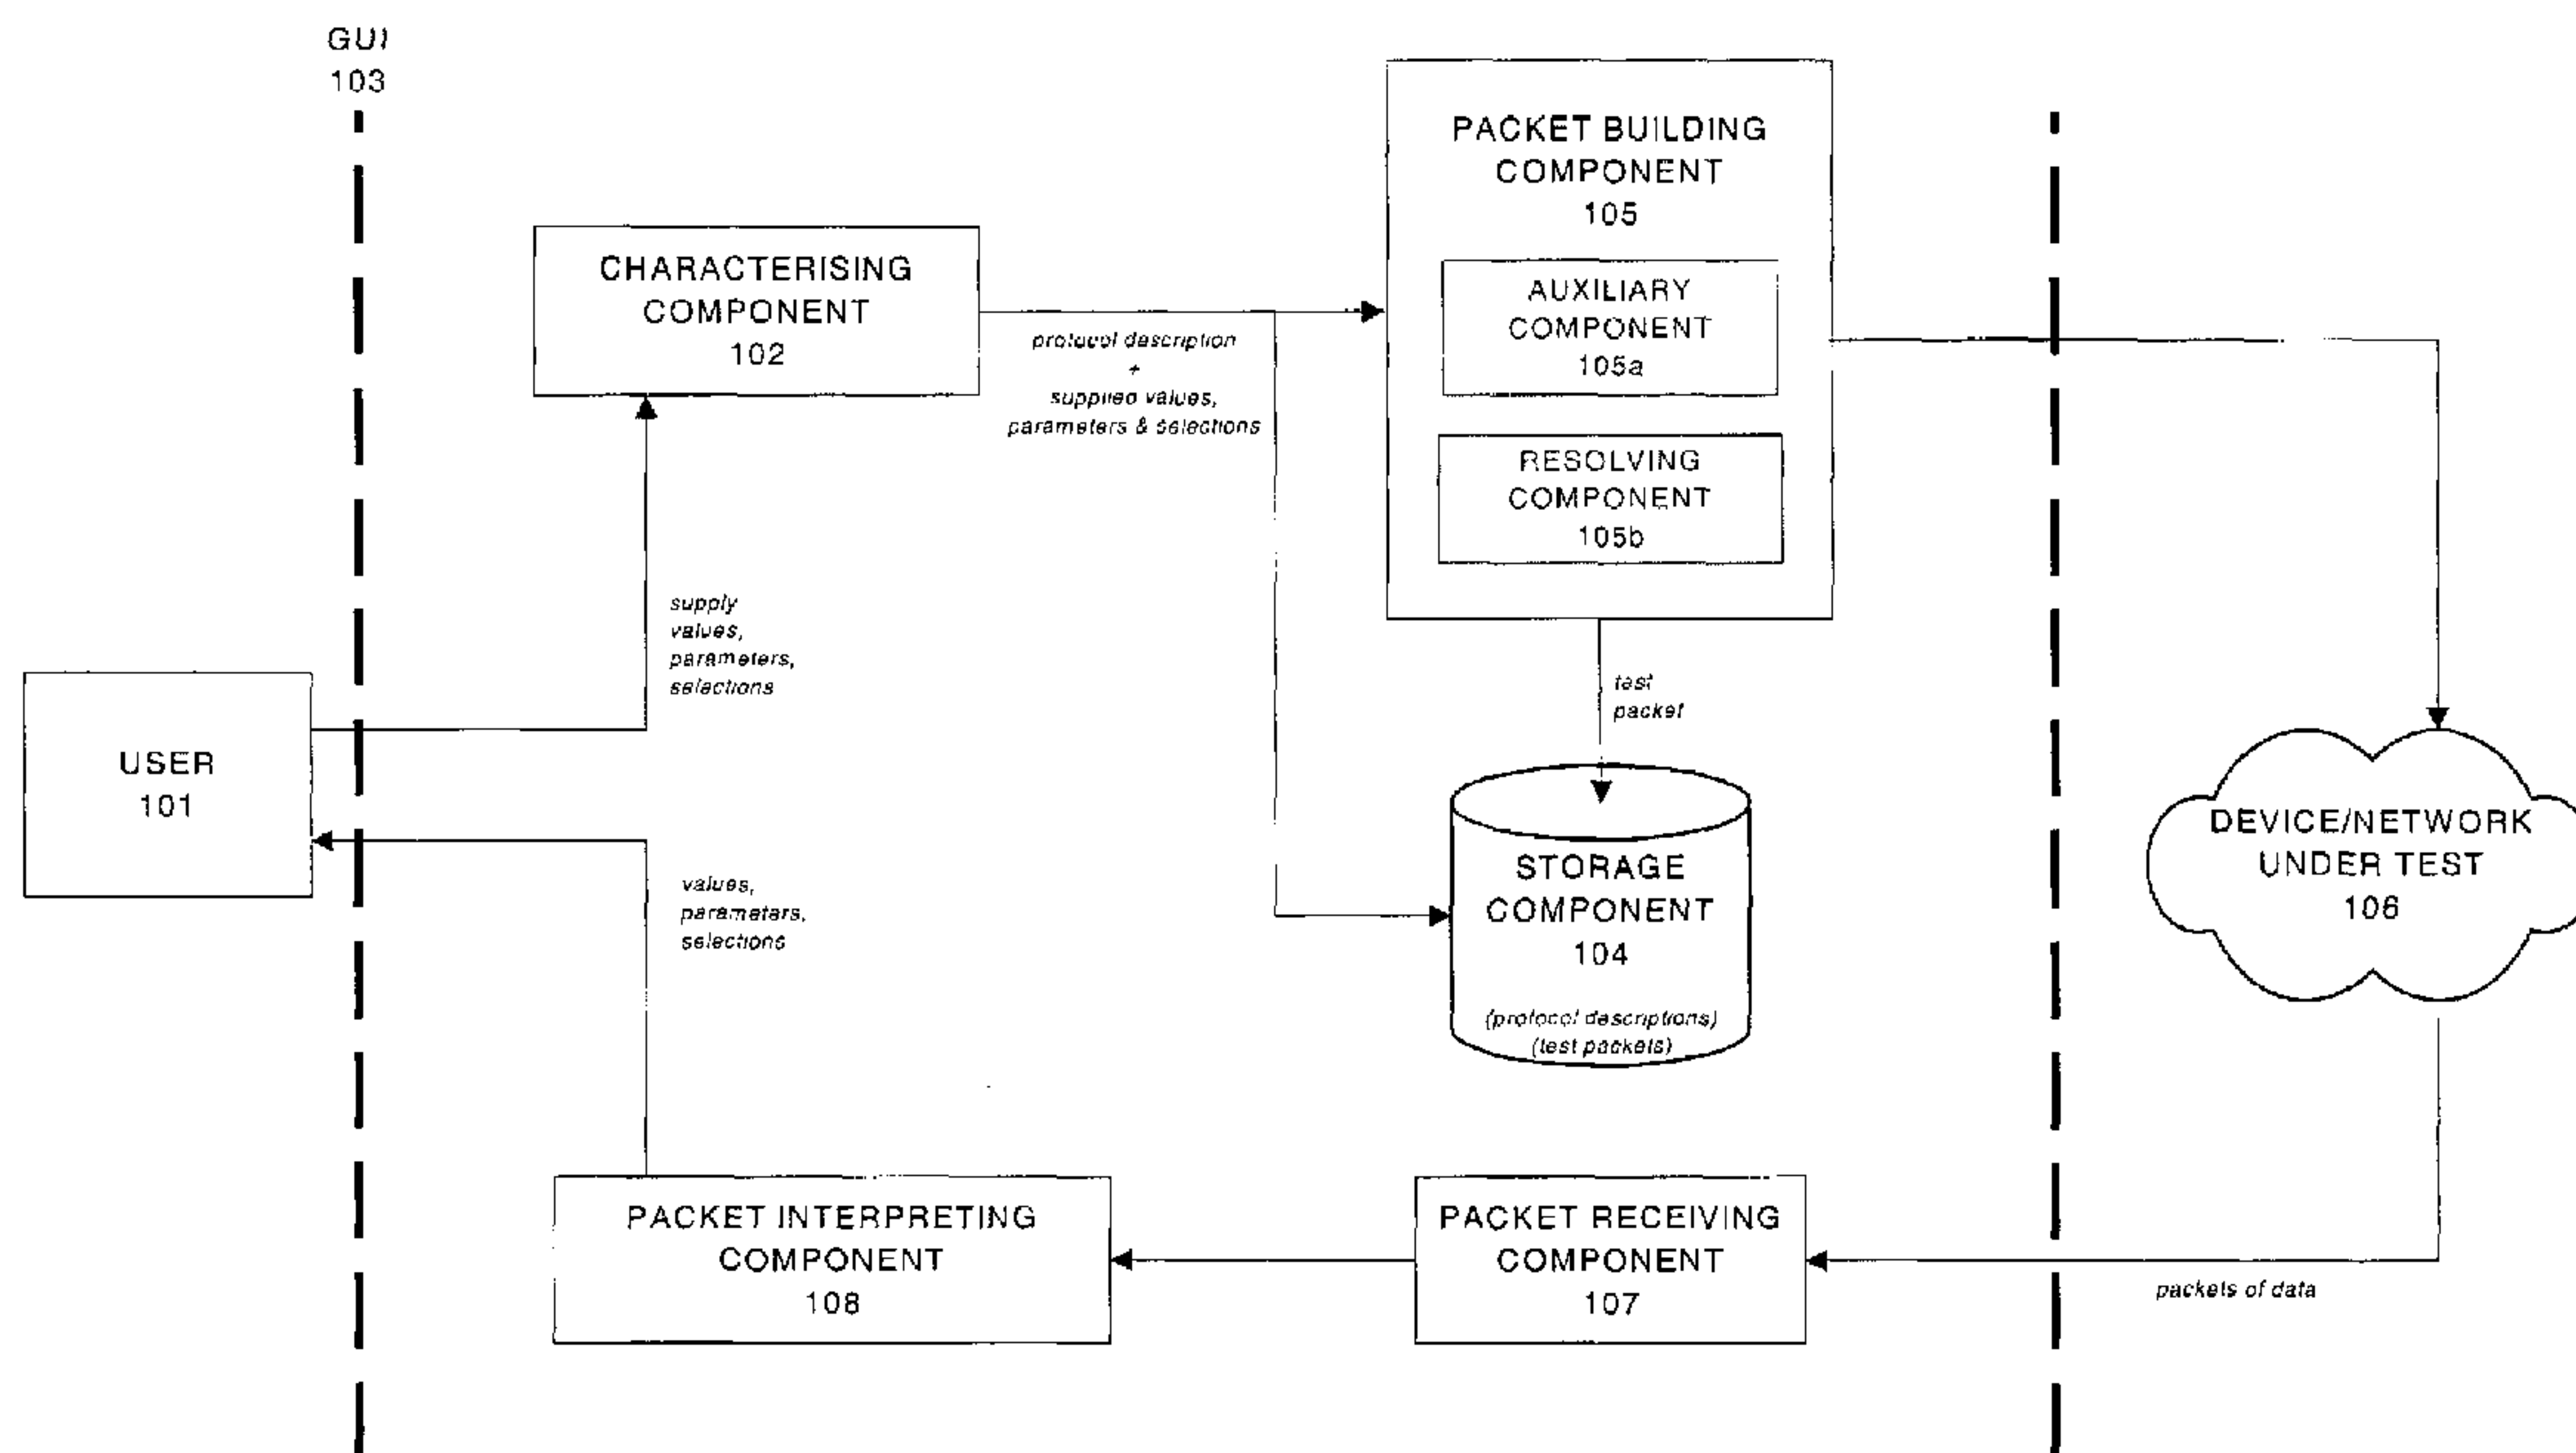 GUI
103
PACKET BUILDING
COMPONENT
105
AUXILIARY
COMPONENT
105a
RESOLVING
COMPONENT
105b
CHARACTERISING
COMPONENT
102
protocol description
+
supplied values,
parameters & selections
supply
values,
parameters,
selections
USER
101
test
packet
STORAGE
COMPONENT
104
(protocol descriptions)
(test packets)
DEVICE/NETWORK
UNDER TEST
106
values,
parameters,
selections
PACKET INTERPRETING
COMPONENT
108
PACKET RECEIVING
COMPONENT
107
packets of data